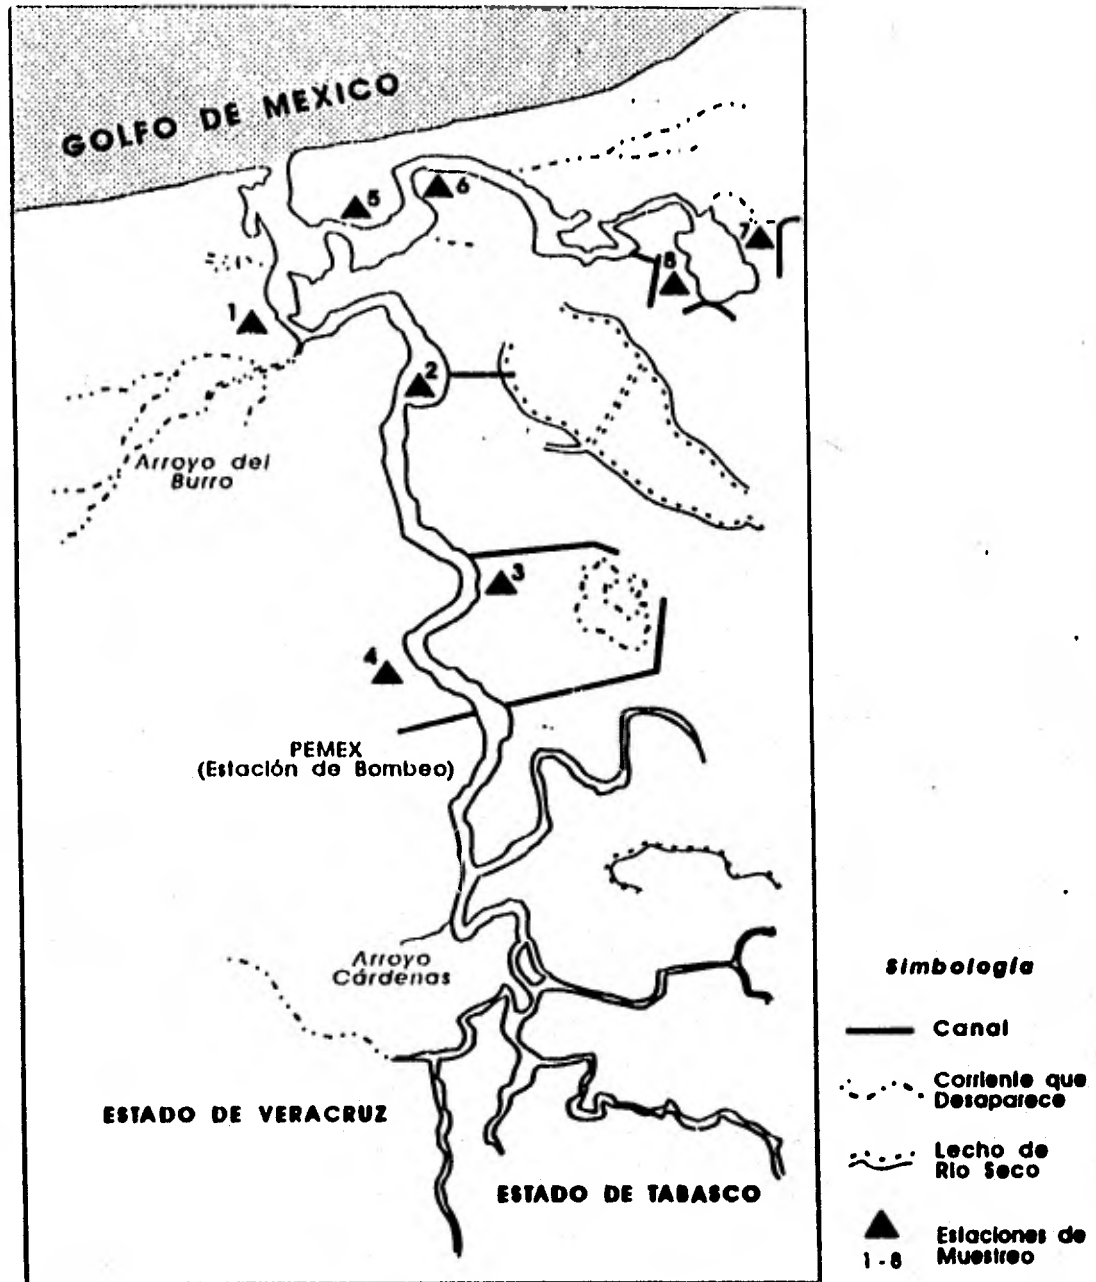 GOLFO DE MEXICO
5
6
7
8
1
2
Arroyo del
Burro
3
4
PEMEX
(Estación de Bombeo)
Arroyo
Cárdenas
ESTADO DE VERACRUZ
ESTADO DE TABASCO
Simbología
Canal
Corriente que
Desaparece
Lecho de
Rio Seco
Estaciones de
Muestreo
1-8